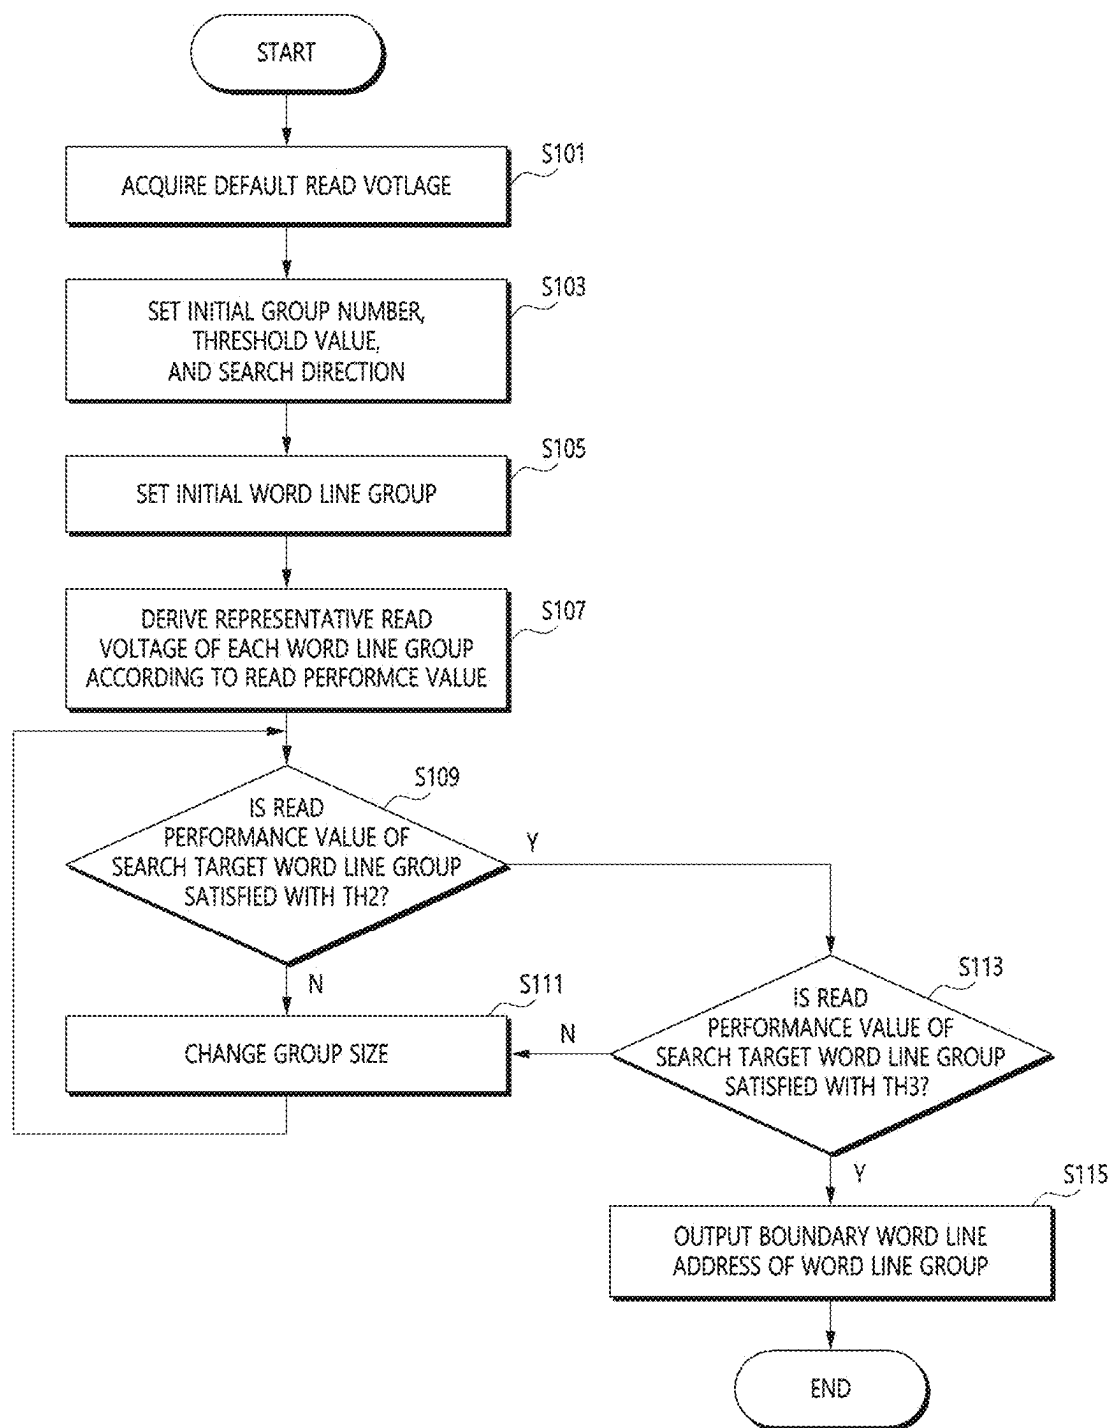 START
S101
ACQUIRE DEFAULT READ VOTLAGE
S103
SET INITIAL GROUP NUMBER,
THRESHOLD VALUE,
AND SEARCH DIRECTION
S105
SET INITIAL WORD LINE GROUP
S107
DERIVE REPRESENTATIVE READ
VOLTAGE OF EACH WORD LINE GROUP
ACCORDING TO READ PERFORMCE VALUE
S109
IS READ
PERFORMANCE VALUE OF
SEARCH TARGET WORD LINE GROUP
SATISFIED WITH TH2?
Y
N
S111
CHANGE GROUP SIZE
S113
IS READ
PERFORMANCE VALUE OF
SEARCH TARGET WORD LINE GROUP
SATISFIED WITH TH3?
N
Y
S115
OUTPUT BOUNDARY WORD LINE
ADDRESS OF WORD LINE GROUP
END